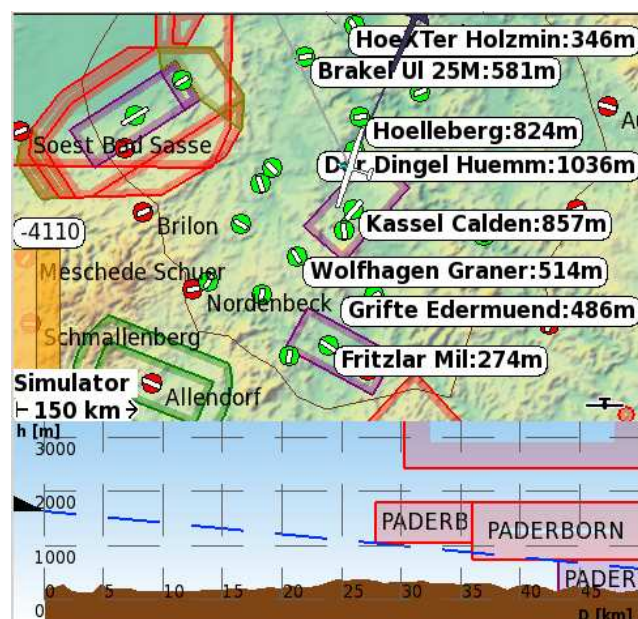 HoeXTer Holzmin:346m
Brakel Ul 25M:581m
Hoelleberg:824m
Soest Bad Sasse
Der Dingel Huemm:1036m
Brilon
Kassel Calden:857m
-4110
Meschede Schuer
Wolfhagen Graner:514m
Nordenbeck
Grifte Edermuend:486m
Schmallenberg
Fritzlar Mil:274m
Simulator
Allendorf
150 km
h [m]
3000
2000
PADERB
PADERBORN
1000
PADER
0 5 10 15 20 25 30 35 40 45
0
D [km]